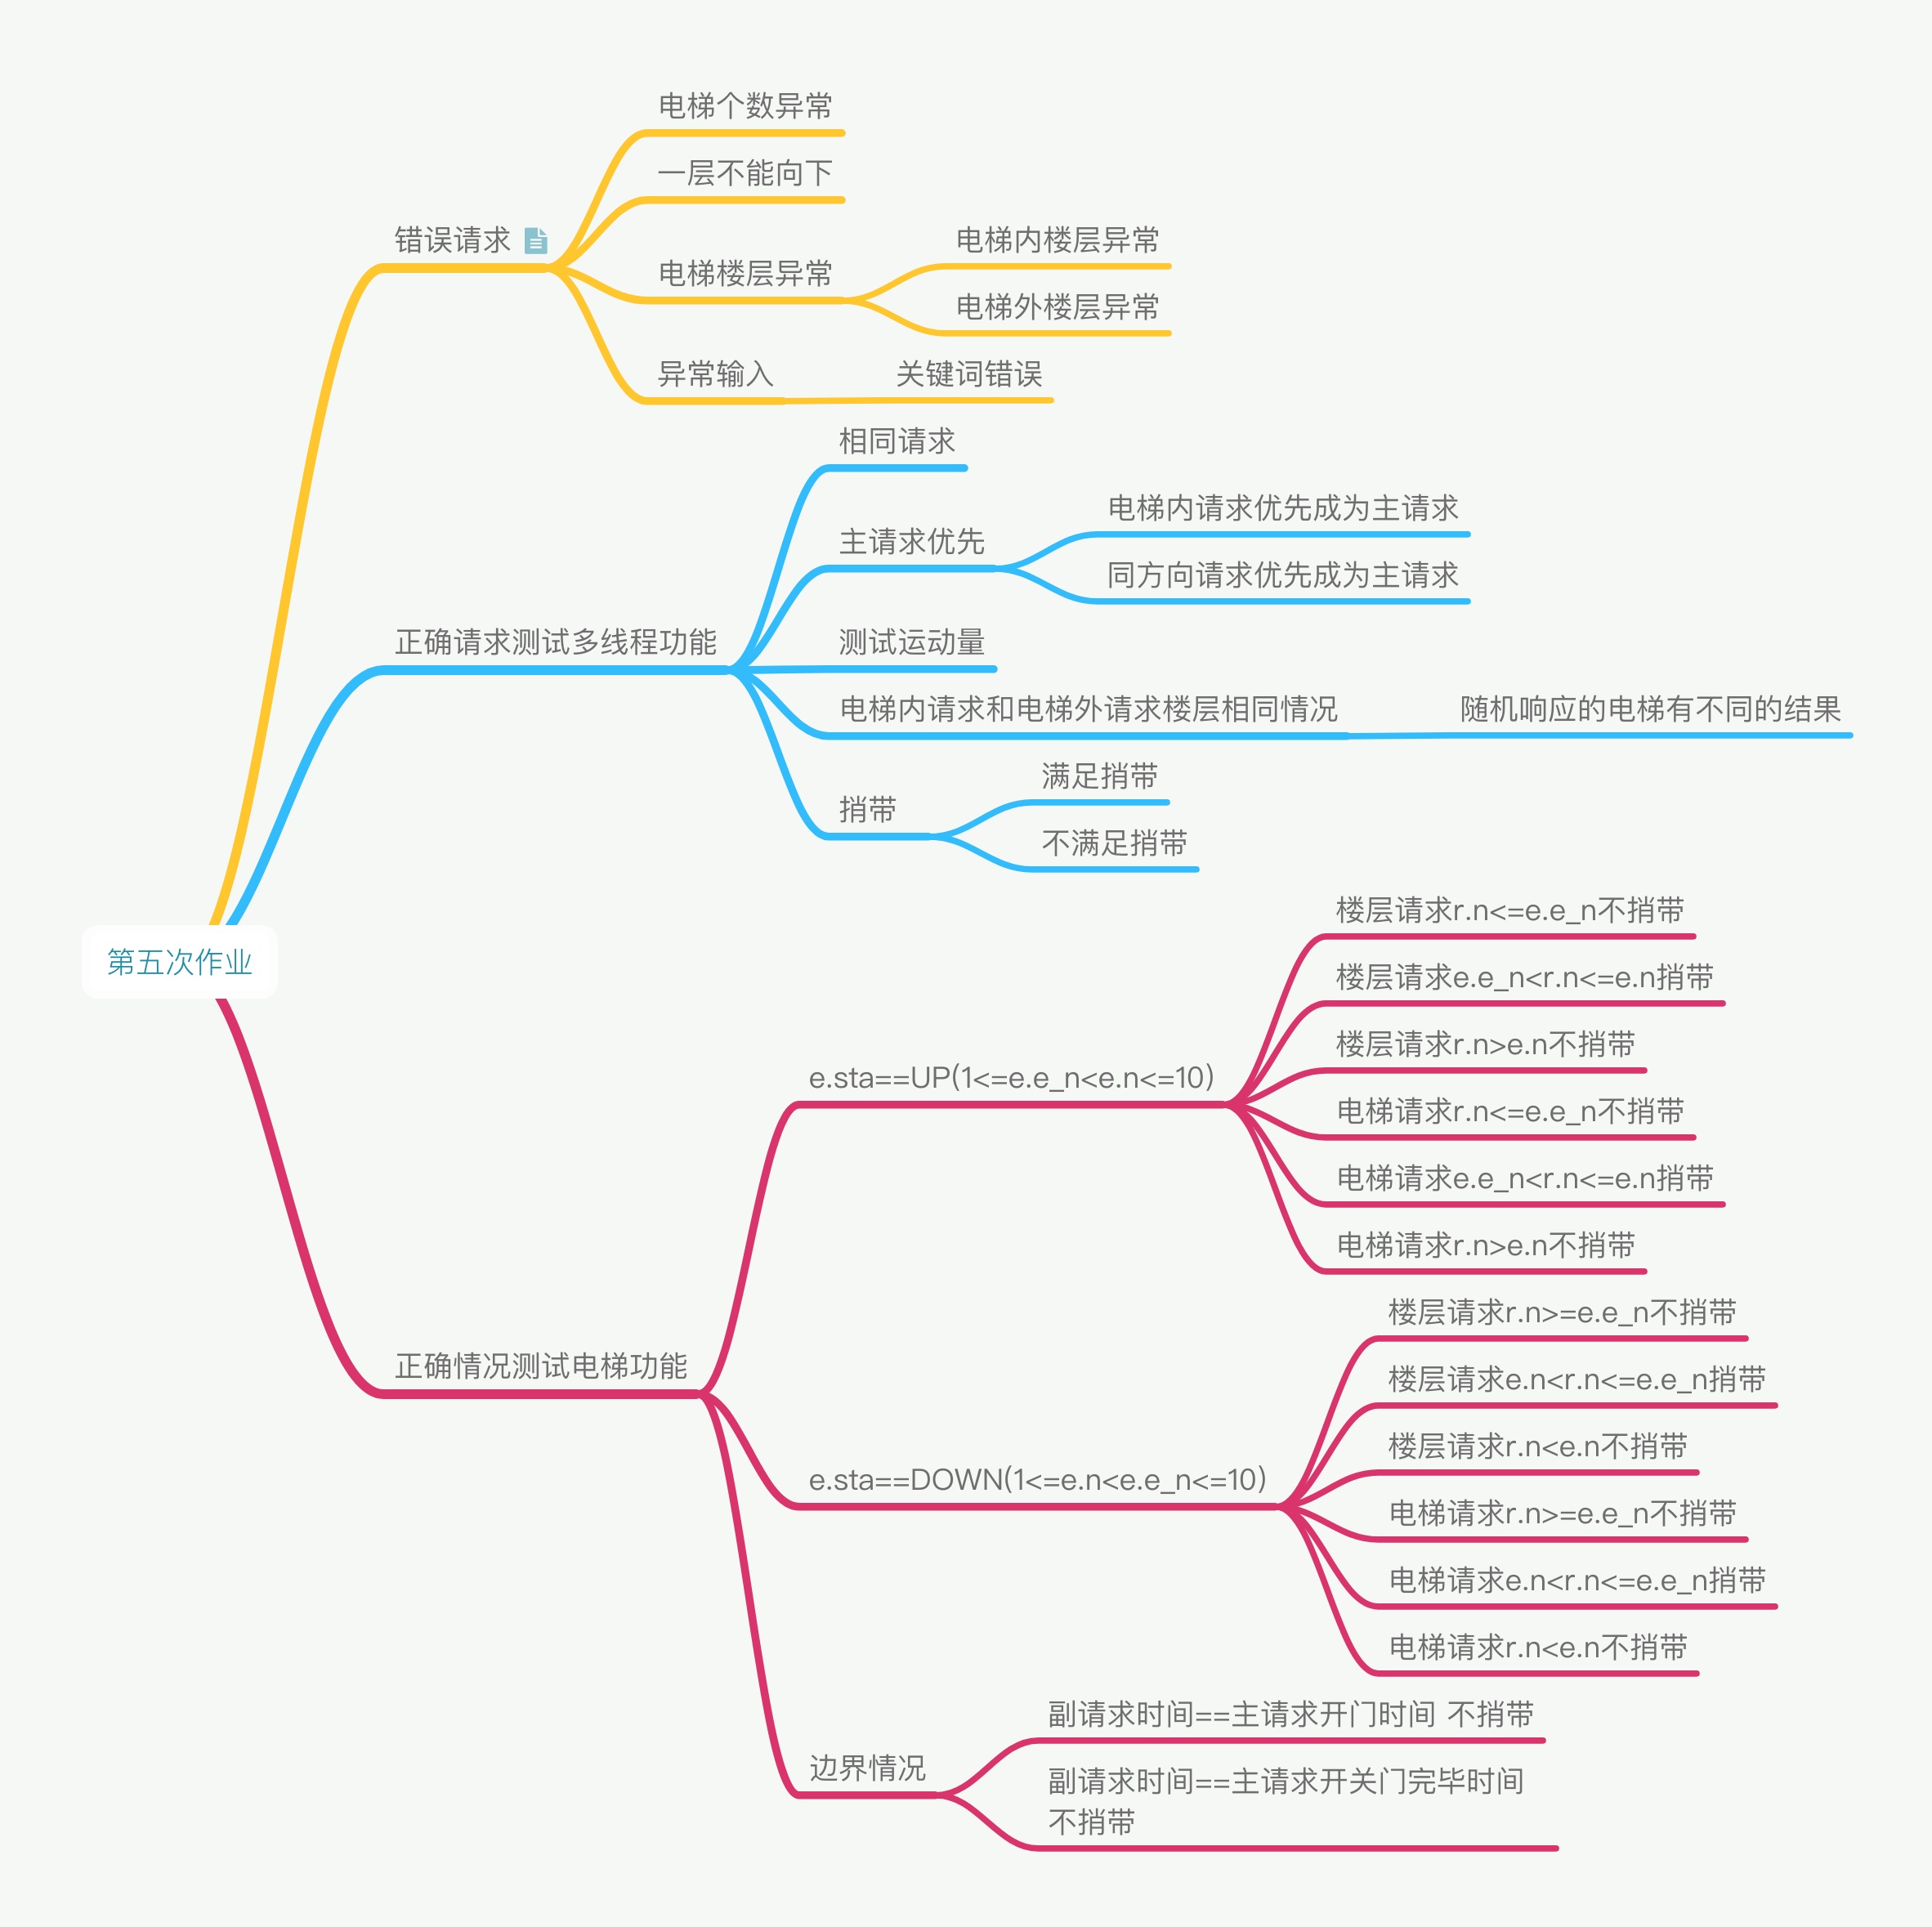 第五次作业
错误请求
电梯个数异常
一层不能向下
电梯楼层异常
电梯内楼层异常
电梯外楼层异常
异常输入
关键词错误
正确请求测试多线程功能
相同请求
主请求优先
电梯内请求优先成为主请求
同方向请求优先成为主请求
测试运动量
电梯内请求和电梯外请求楼层相同情况
随机响应的电梯有不同的结果
捎带
满足捎带
不满足捎带
正确情况测试电梯功能
e.sta==UP(1<=e.e_n<e.n<=10)
楼层请求r.n<=e.e_n不捎带
楼层请求e.e_n<r.n<=e.n捎带
楼层请求r.n>e.n不捎带
电梯请求r.n<=e.e_n不捎带
电梯请求e.e_n<r.n<=e.n捎带
电梯请求r.n>e.n不捎带
e.sta==DOWN(1<=e.n<e.e_n<=10)
楼层请求r.n>=e.e_n不捎带
楼层请求e.n<r.n<=e.e_n捎带
楼层请求r.n<e.n不捎带
电梯请求r.n>=e.e_n不捎带
电梯请求e.n<r.n<=e.e_n捎带
电梯请求r.n<e.n不捎带
边界情况
副请求时间==主请求开门时间 不捎带
副请求时间==主请求开关门完毕时间
不捎带